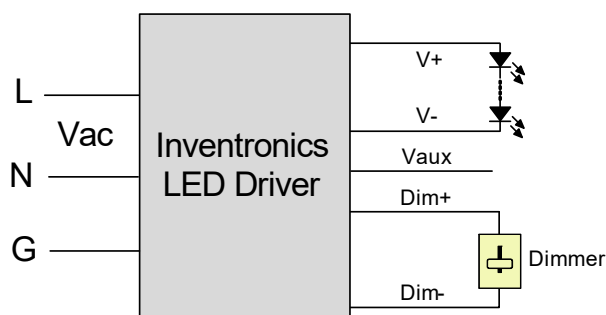 L
Vac
N
G
Inventronics
LED Driver
V+
V-
Vaux
Dim+
Dimmer
Dim-